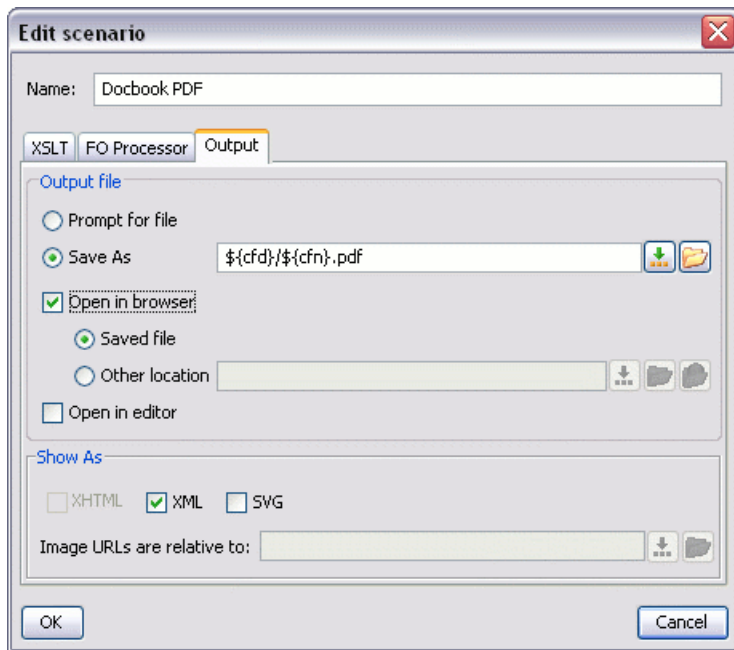 Edit scenario
Name: Docbook PDF
XSLT FO Processor Output
Output file
Prompt for file
Save As ${cfd}/${cfn}.pdf
Open in browser
Saved file
Other location
Open in editor
Show As
XHTML XML SVG
Image URLs are relative to:
OK Cancel